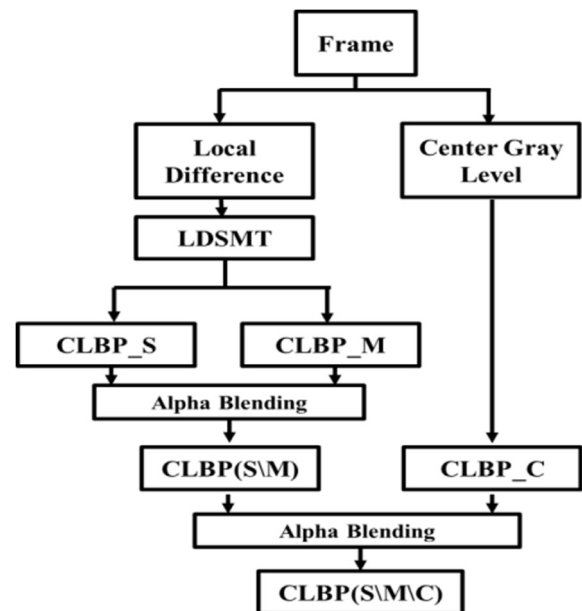 Frame
Local
Difference
Center Gray
Level
LDSMT
CLBP_S
CLBP_M
Alpha Blending
CLBP(S\M)
CLBP_C
Alpha Blending
CLBP(S\M\C)